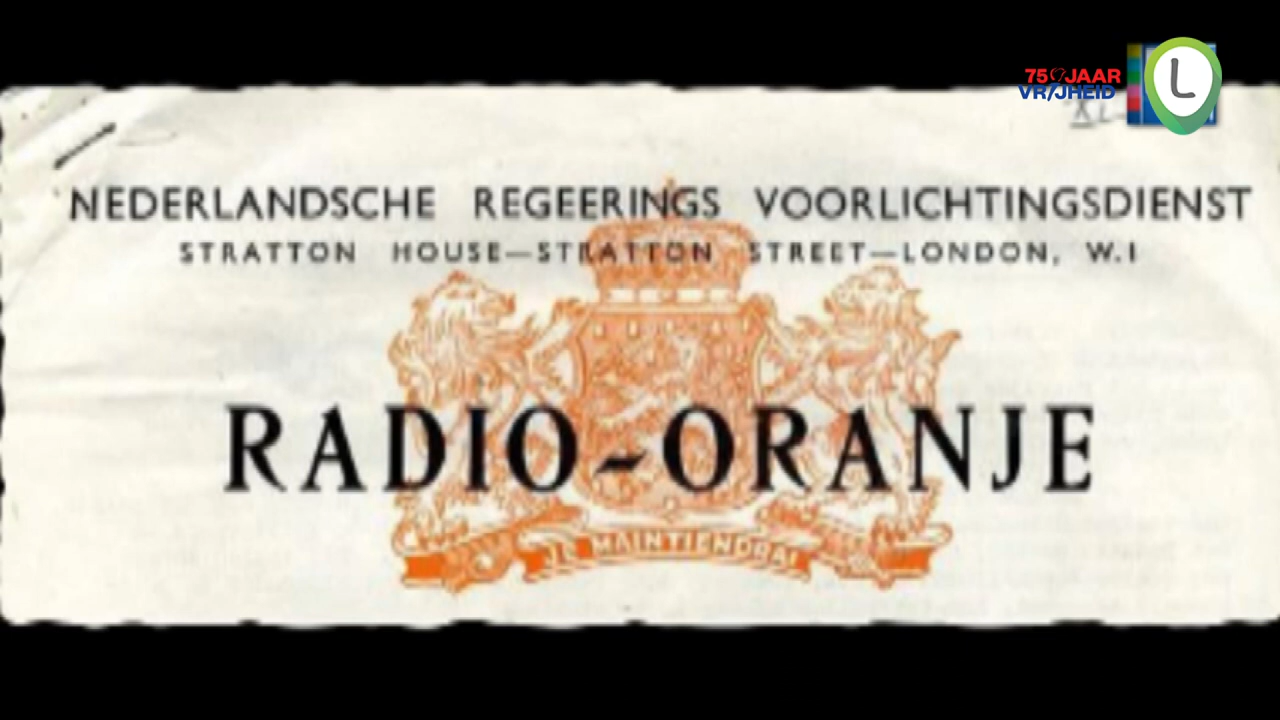 75 JAAR
VRIJHEID
L
NEDERLANDSCHE REGEERINGS VOORLICHTINGSDIENST
STRATTON HOUSE—STRATTON STREET—LONDON, W.1
RADIO-ORANJE
JE MAINTIENDRAI